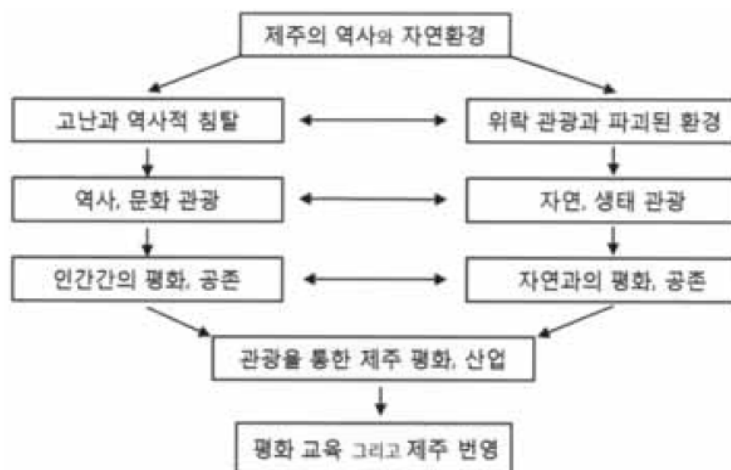 제주의 역사와 자연환경
고난과 역사적 침탈
위락 관광과 파괴된 환경
역사, 문화 관광
자연, 생태 관광
인간간의 평화, 공존
자연과의 평화, 공존
관광을 통한 제주 평화, 산업
평화 교육 그리고 제주 번영